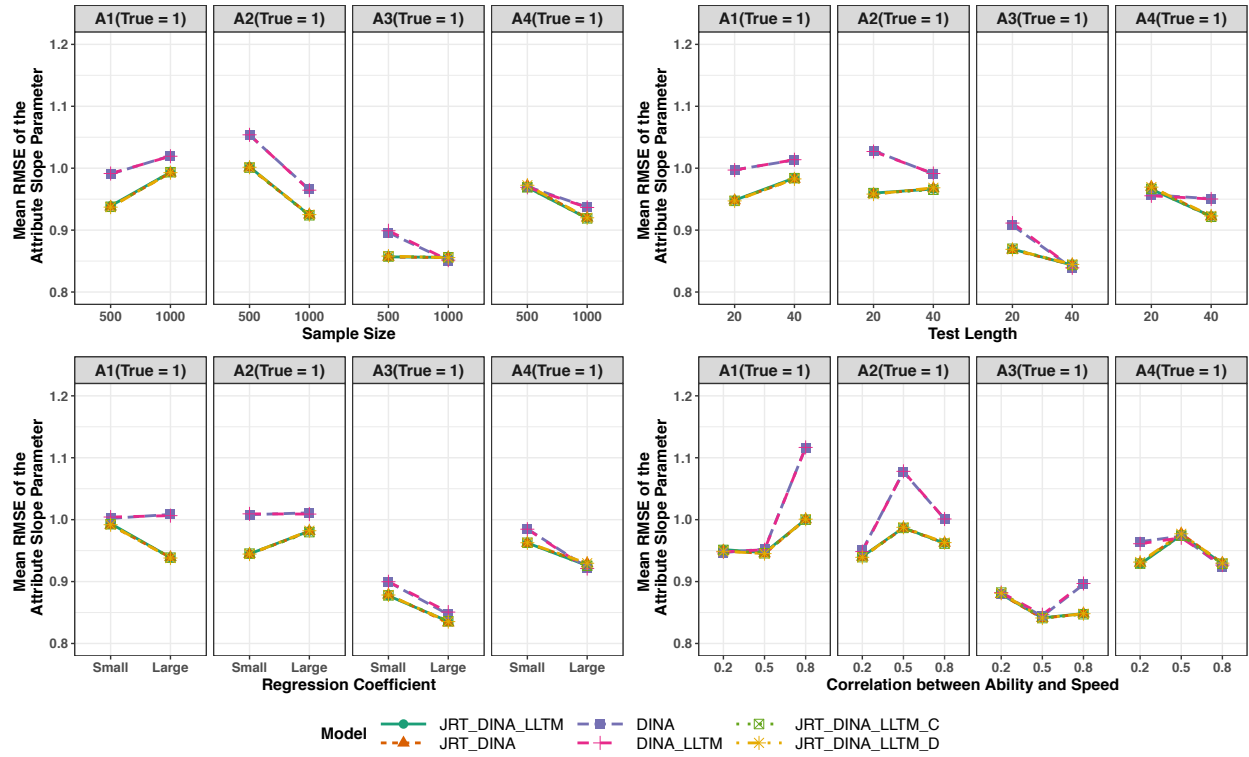 A1(True = 1) A2(True = 1) A3(True = 1) A4(True = 1)
Mean RMSE of the
Attribute Slope Parameter
1.2
1.1
1.0
0.9
0.8
500 1000 500 1000 500 1000 500 1000
Sample Size
A1(True = 1) A2(True = 1) A3(True = 1) A4(True = 1)
Mean RMSE of the
Attribute Slope Parameter
1.2
1.1
1.0
0.9
0.8
20 40 20 40 20 40 20 40
Test Length
A1(True = 1) A2(True = 1) A3(True = 1) A4(True = 1)
Mean RMSE of the
Attribute Slope Parameter
1.2
1.1
1.0
0.9
0.8
Small Large Small Large Small Large Small Large
Regression Coefficient
A1(True = 1) A2(True = 1) A3(True = 1) A4(True = 1)
Mean RMSE of the
Attribute Slope Parameter
1.2
1.1
1.0
0.9
0.8
0.2 0.5 0.8 0.2 0.5 0.8 0.2 0.5 0.8 0.2 0.5 0.8
Correlation between Ability and Speed
Model
JRT_DINA_LLTM DINA JRT_DINA_LLTM_C
JRT_DINA DINA_LLTM JRT_DINA_LLTM_D